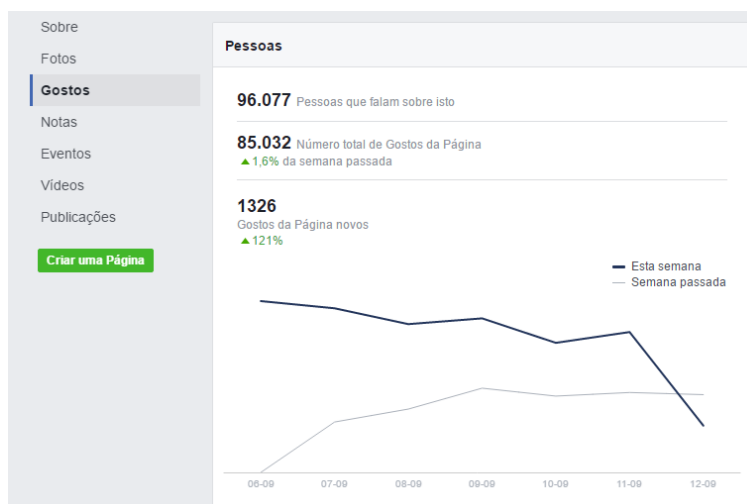 Sobre
Fotos
Gostos
Notas
Eventos
Vídeos
Publicações
Criar uma Página
Pessoas
96.077 Pessoas que falam sobre isto
85.032 Número total de Gostos da Página
1,6% da semana passada
1326
Gostos da Página novos
121%
Esta semana
Semana passada
06-09 07-09 08-09 09-09 10-09 11-09 12-09